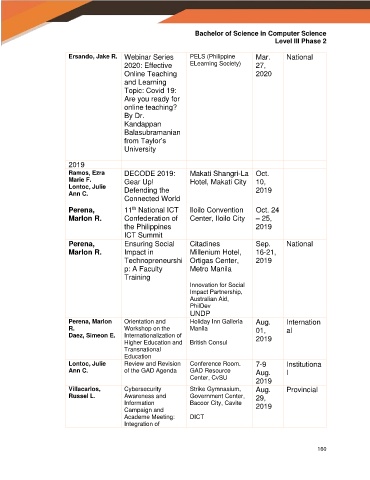 Bachelor of Science in Computer Science
Level III Phase 2
Ersando, Jake R.
Webinar Series
2020: Effective
Online Teaching
and Learning
Topic: Covid 19:
Are you ready for
online teaching?
By Dr.
Kandappan
Balasubramanian
from Taylor's
University
PELS (Philippine
ELearning Society)
Mar.
27,
2020
National
2019
Ramos, Ezra
Marie F.
Lontoc, Julie
Ann C.
DECODE 2019:
Gear Up!
Defending the
Connected World
Makati Shangri-La
Hotel, Makati City
Oct.
10,
2019
Perena,
Marlon R.
11th National ICT
Confederation of
the Philippines
ICT Summit
Iloilo Convention
Center, Iloilo City
Oct. 24
– 25,
2019
Perena,
Marlon R.
Ensuring Social
Impact in
Technopreneurshi
p: A Faculty
Training
Citadines
Millenium Hotel,
Ortigas Center,
Metro Manila
Innovation for Social
Impact Partnership,
Australian Aid,
PhilDev
UNDP
Sep.
16-21,
2019
National
Perena, Marlon
R.
Daez, Simeon E.
Orientation and
Workshop on the
Internationalization of
Higher Education and
Transnational
Education
Holiday Inn Galleria
Manila
British Consul
Aug.
01,
2019
Internation
al
Lontoc, Julie
Ann C.
Review and Revision
of the GAD Agenda
Conference Room,
GAD Resource
Center, CvSU
7-9
Aug.
2019
Institutiona
l
Villacarlos,
Russel L.
Cybersecurity
Awareness and
Information
Campaign and
Academe Meeting:
Integration of
Strike Gymnasium,
Government Center,
Bacoor City, Cavite
DICT
Aug.
29,
2019
Provincial
160